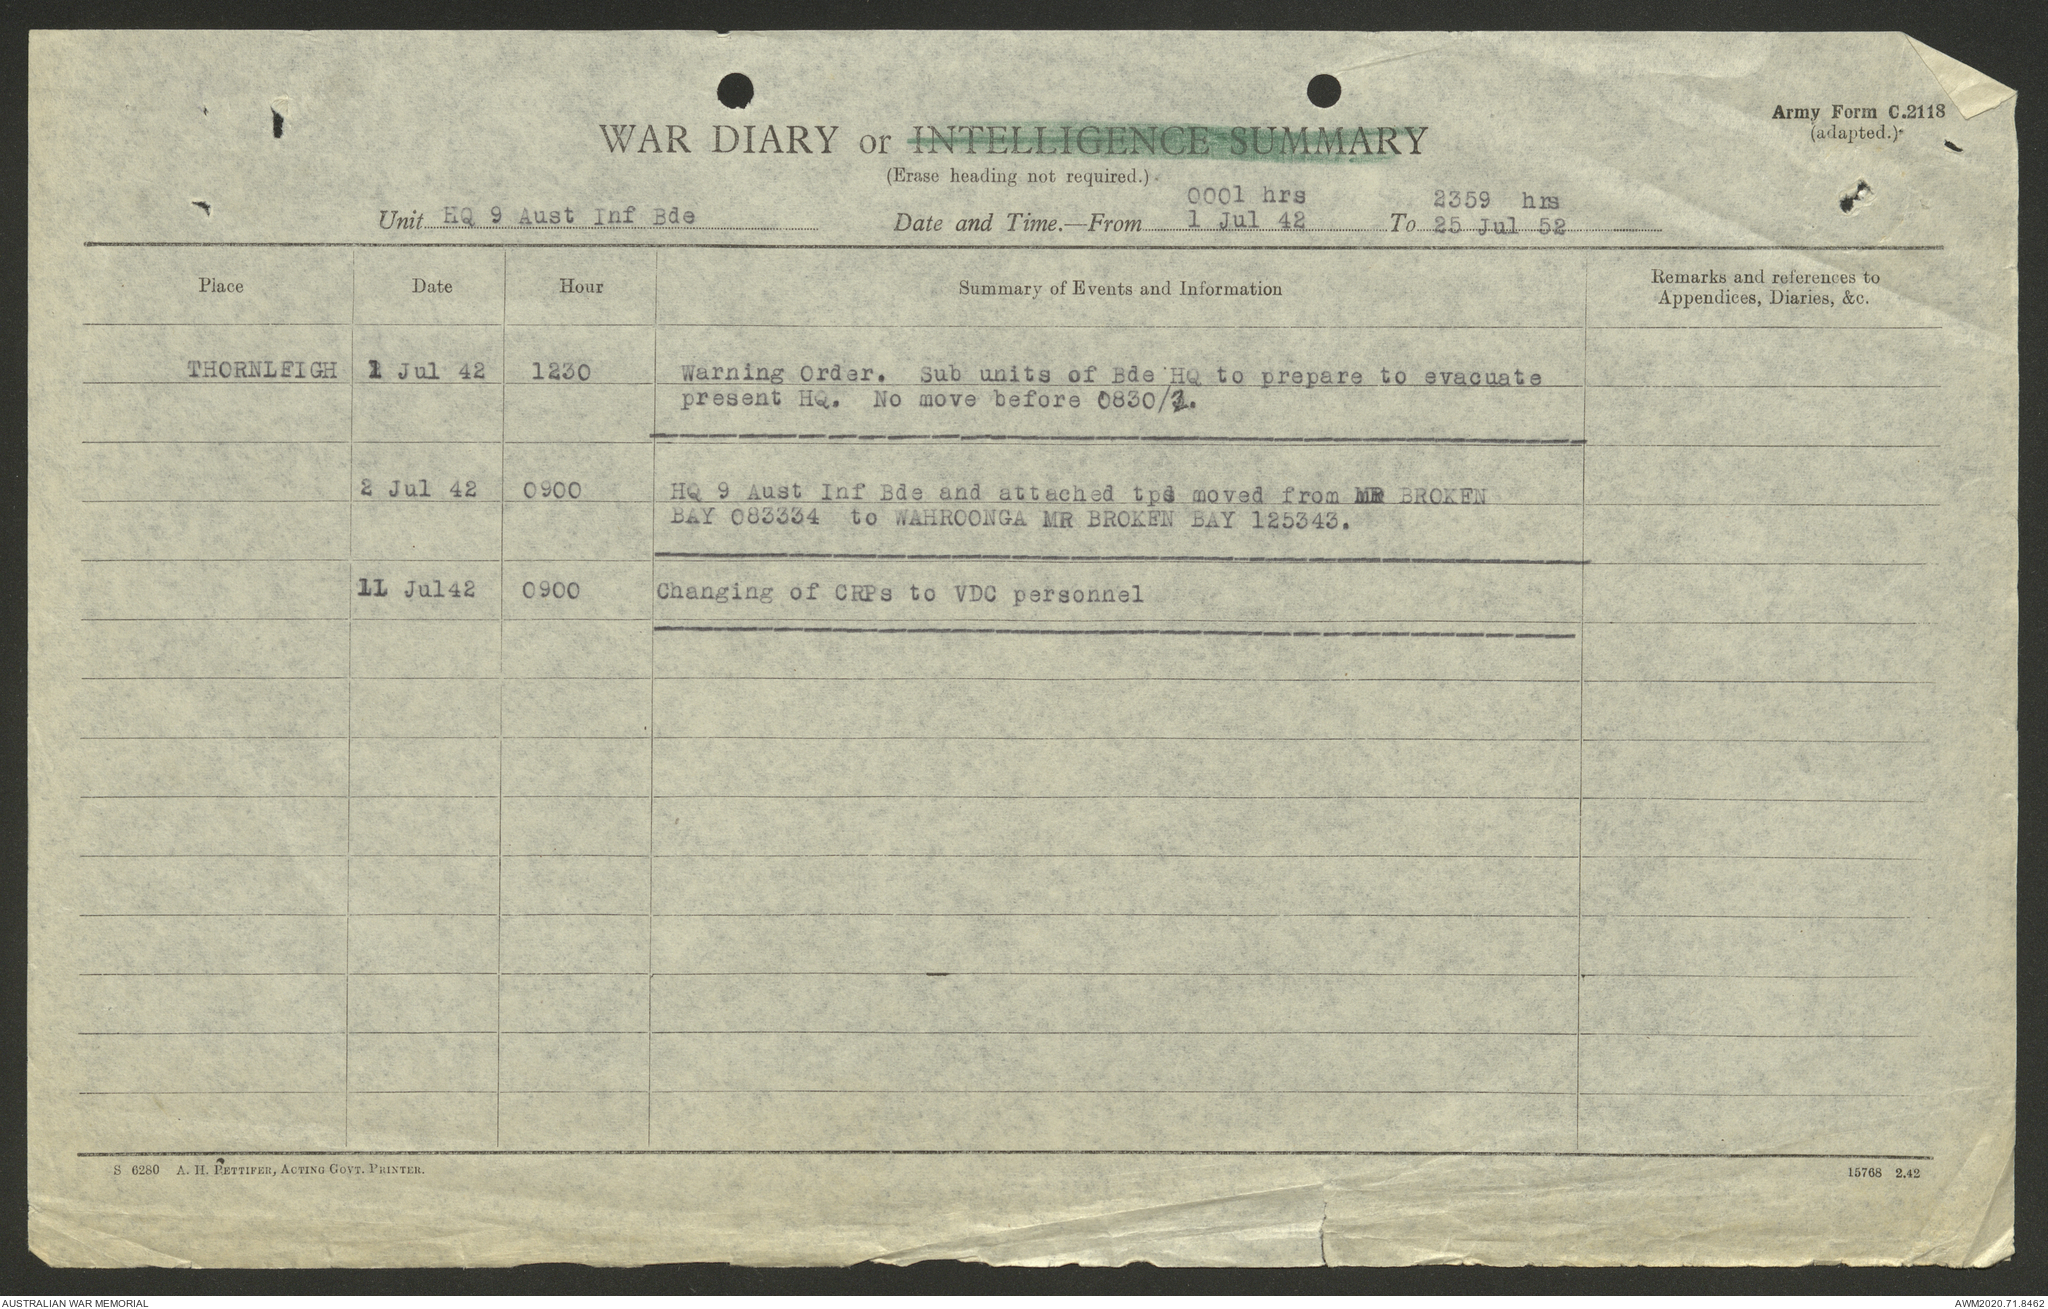 Army Form C.2118
(adapted.)
WAR DIARY or INTELLIGENCE SUMMARY
(Erase heading not required.)
0001 hrs 2359 hrs
Unit HQ 9 Aust Inf Bde Date and Time.—From 1 Jul 42 To 25 Jul 52
Place Date Hour Summary of Events and Information Remarks and references to
Appendices, Diaries, &c.
THORNLEIGH 1 Jul 42 1230 Warning Order. Sub units of Bde HQ to prepare to evacuate
present HQ. No move before 0830/2.
2 Jul 42 0900 HQ 9 Aust Inf Bde and attached tps moved from MR BROKEN
BAY 083334 to WAHROONGA MR BROKEN BAY 125343.
11 Jul42 0900 Changing of CRPs to VDC personnel
S 6280 A. H. PETTIFER, ACTING GOVT. PRINTER. 15768 2.42
AUSTRALIAN WAR MEMORIAL AWM2020.71.8462